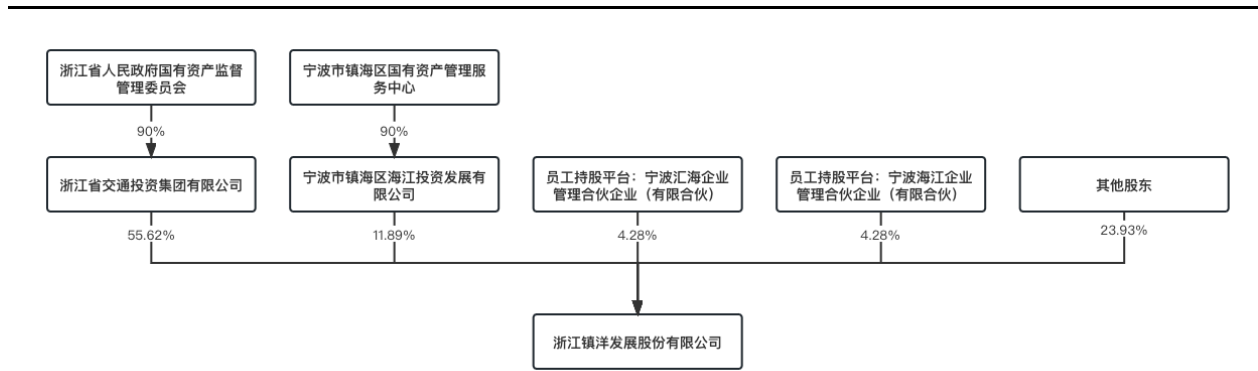 浙江省人民政府国有资产监督
管理委员会
宁波市镇海区国有资产管理服
务中心
90%
90%
浙江省交通投资集团有限公司
宁波市镇海区海江投资发展有
限公司
员工持股平台：宁波汇海企业
管理合伙企业（有限合伙）
员工持股平台：宁波海江企业
管理合伙企业（有限合伙）
其他股东
55.62%
11.89%
4.28%
4.28%
23.93%
浙江镇洋发展股份有限公司